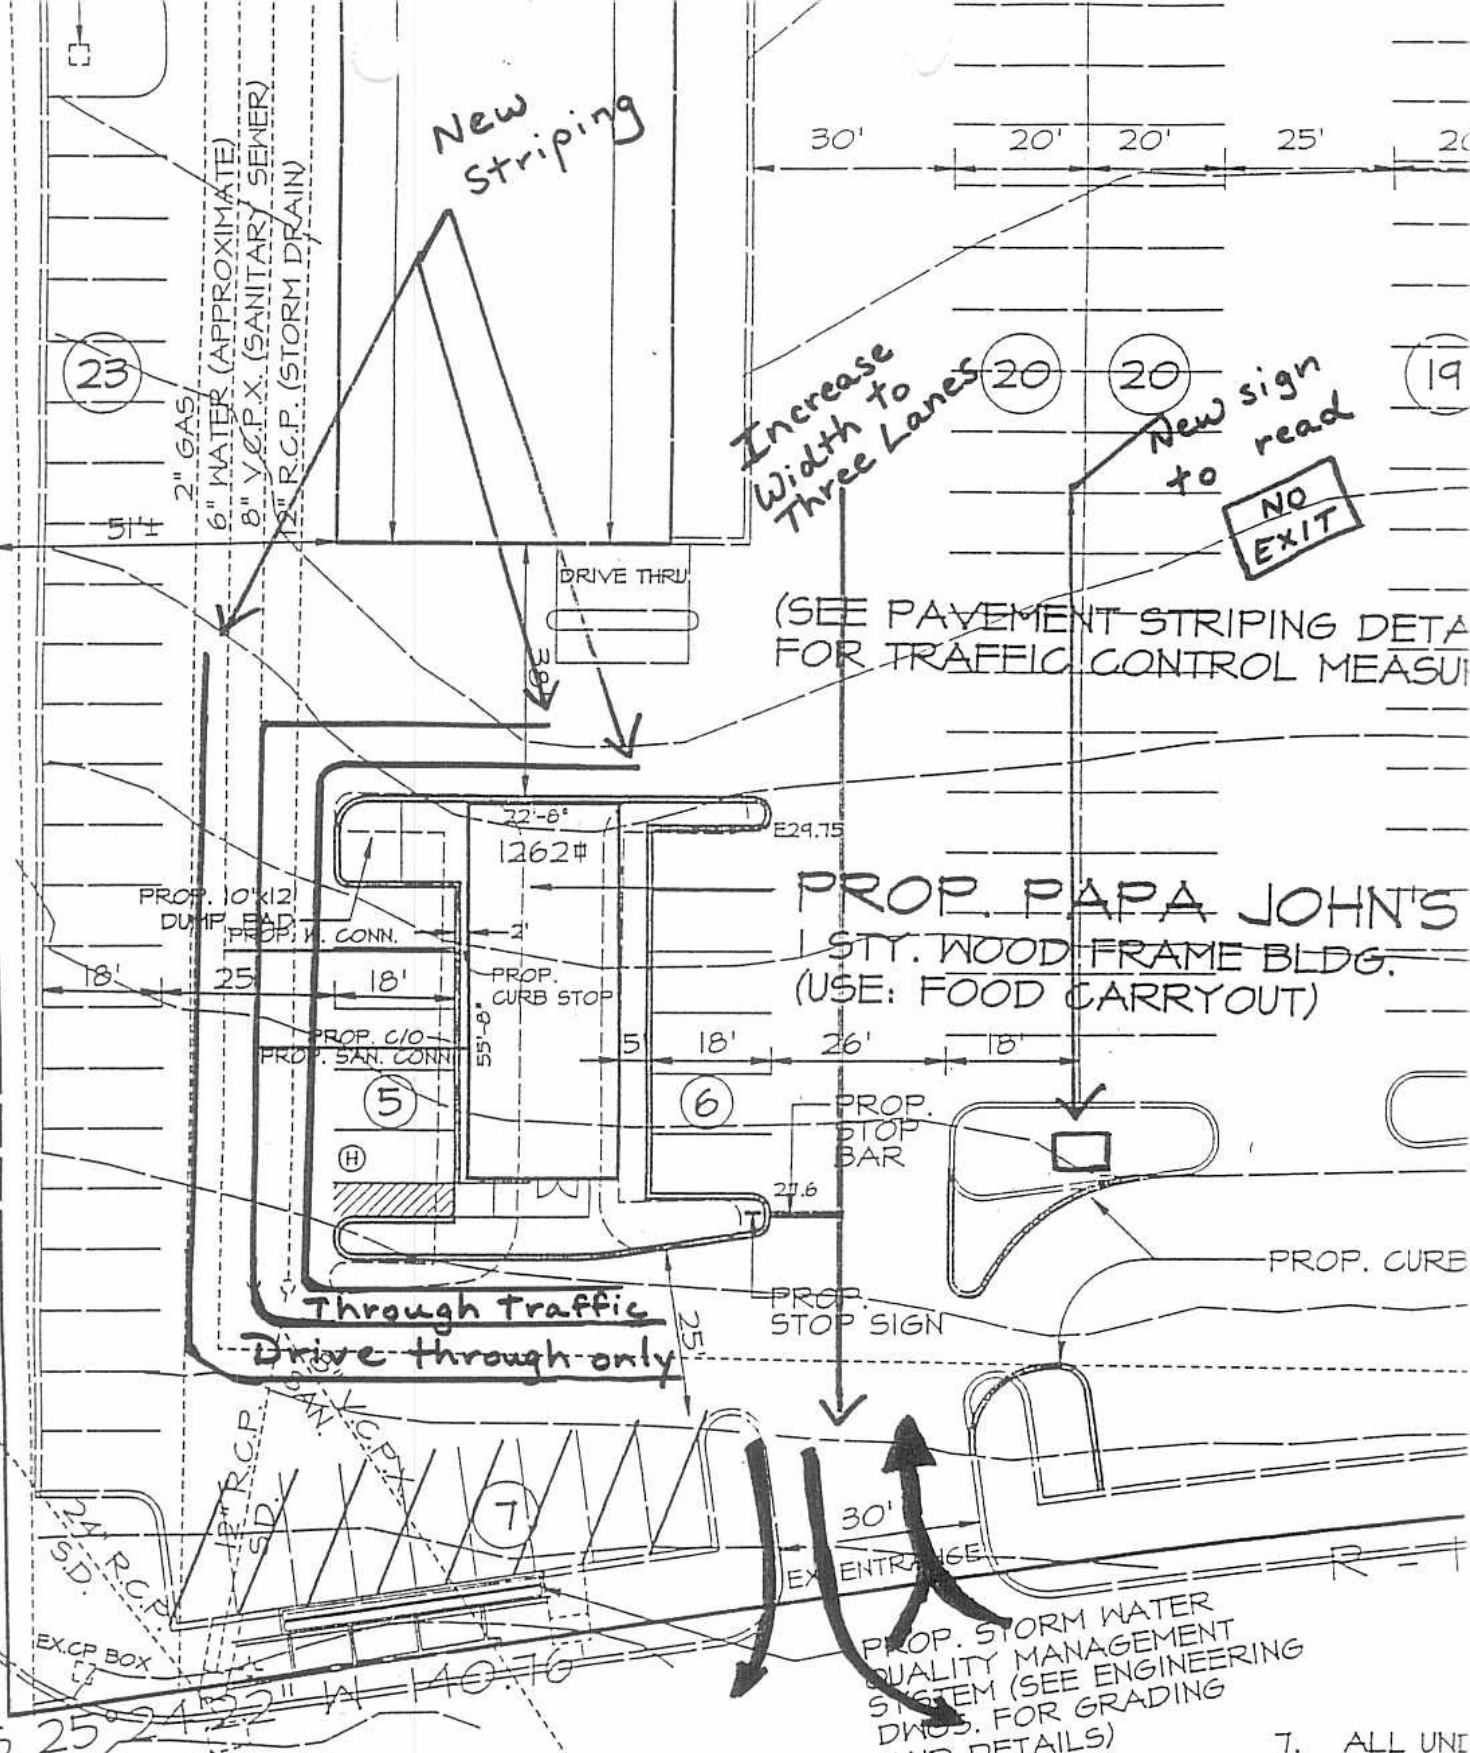 New
Striping
30'
20'
20'
25'
2" GAS
6" WATER (APPROXIMATE)
8" V.C.P.X. (SANITARY SEWER)
12" R.C.P. (STORM DRAIN)
23
20
20
19
Increase
Width to
Three Lanes
New sign
to read
NO
EXIT
51'±
DRIVE THRU
(SEE PAVEMENT STRIPING DETA
FOR TRAFFIC CONTROL MEASU
22'-8"
1262#
E29.75
PROP. 10'x12'
DUMP. PAD
PROP. W. CONN.
2'
PROP. PAPA JOHN'S
1 STY. WOOD FRAME BLDG.
(USE: FOOD CARRYOUT)
18'
25'
18'
PROP.
CURB STOP
PROP. C/O
PROP. SAN. CONN.
55'-8"
5'
18'
26'
18'
5
6
H
PROP.
STOP
BAR
27.6
PROP. CURB
PROP.
STOP SIGN
Through Traffic
Drive through only
25'
7
30'
EX. ENTRANCE
12" R.C.P.
S.D.
24" R.C.P.
S.D.
EX.CP BOX
PROP. STORM WATER
QUALITY MANAGEMENT
SYSTEM (SEE ENGINEERING
DWGS. FOR GRADING
AND DETAILS)
7. ALL UNI